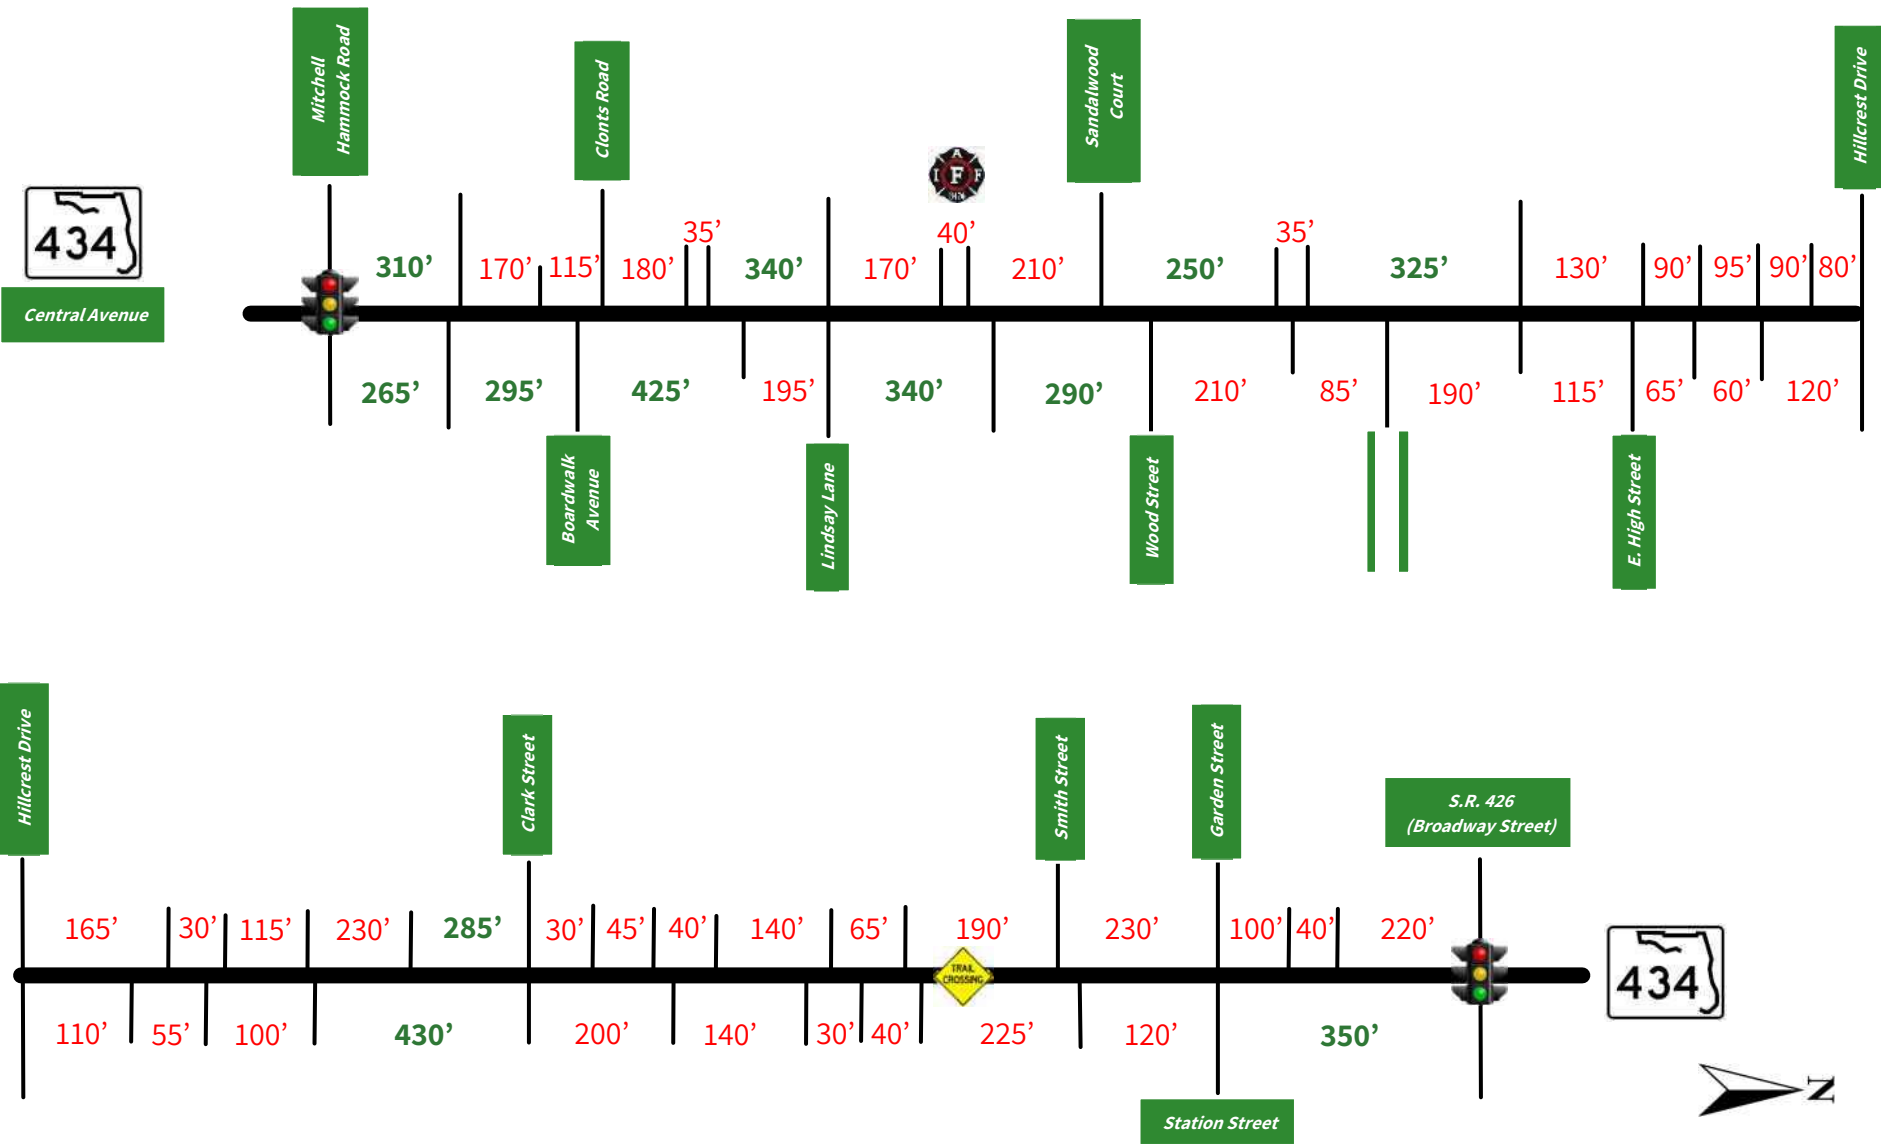 Mitchell
Hammock Road
Clonts Road
Sandalwood
Court
Hillcrest Drive
434
Central Avenue
I A F F
310’ 170’ 115’ 180’ 35’ 340’ 170’ 40’ 210’ 250’ 35’ 325’ 130’ 90’ 95’ 90’ 80’
265’ 295’ 425’ 195’ 340’ 290’ 210’ 85’ 190’ 115’ 65’ 60’ 120’
Boardwalk
Avenue
Lindsay Lane
Wood Street
E. High Street
Hillcrest Drive
Clark Street
Smith Street
Garden Street
S.R. 426
(Broadway Street)
165’ 30’ 115’ 230’ 285’ 30’ 45’ 40’ 140’ 65’ 190’ 230’ 100’ 40’ 220’
TRAIL
CROSSING
434
110’ 55’ 100’ 430’ 200’ 140’ 30’ 40’ 225’ 120’ 350’
Station Street
N